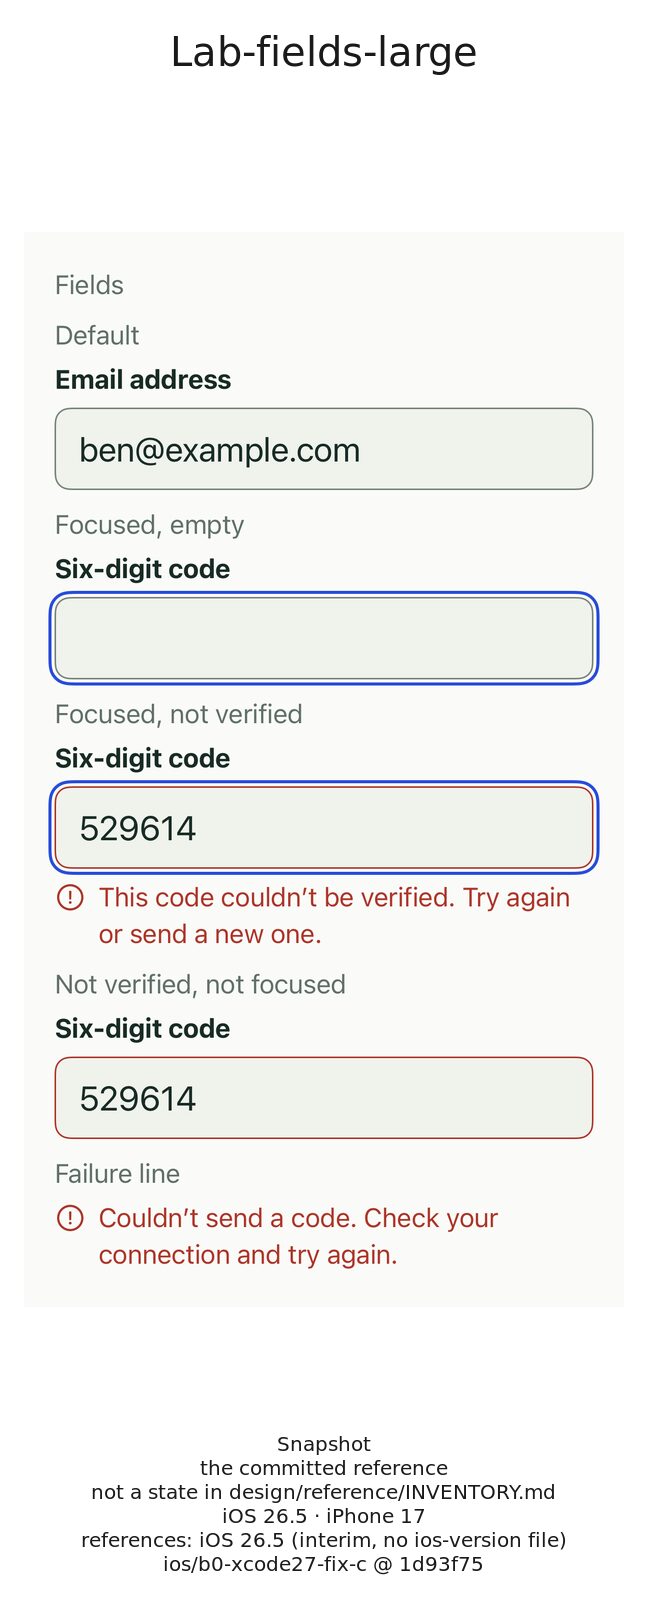 Lab-fields-large
Fields
Default
Email address
ben@example.com
Focused, empty
Six-digit code
Focused, not verified
Six-digit code
529614
This code couldn’t be verified. Try again
or send a new one.
Not verified, not focused
Six-digit code
529614
Failure line
Couldn’t send a code. Check your
connection and try again.
Snapshot
the committed reference
not a state in design/reference/INVENTORY.md
iOS 26.5 · iPhone 17
references: iOS 26.5 (interim, no ios-version file)
ios/b0-xcode27-fix-c @ 1d93f75